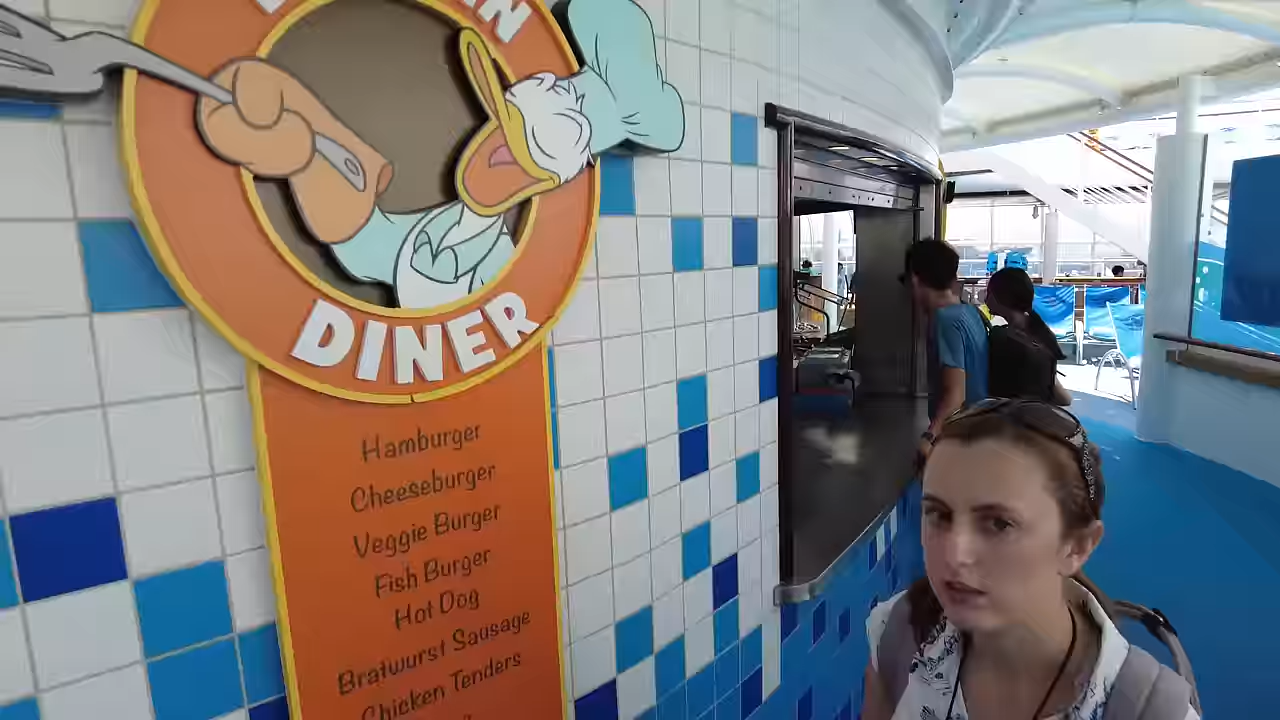 DINER
Hamburger
Cheeseburger
Veggie Burger
Fish Burger
Hot Dog
Bratwurst Sausage
Chicken Tenders